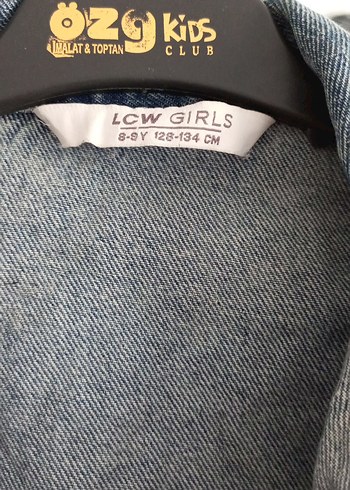 özg KiDS
İMALAT & TOPTAN CLUB
LCW GIRLS
8-9Y 128-134 CM